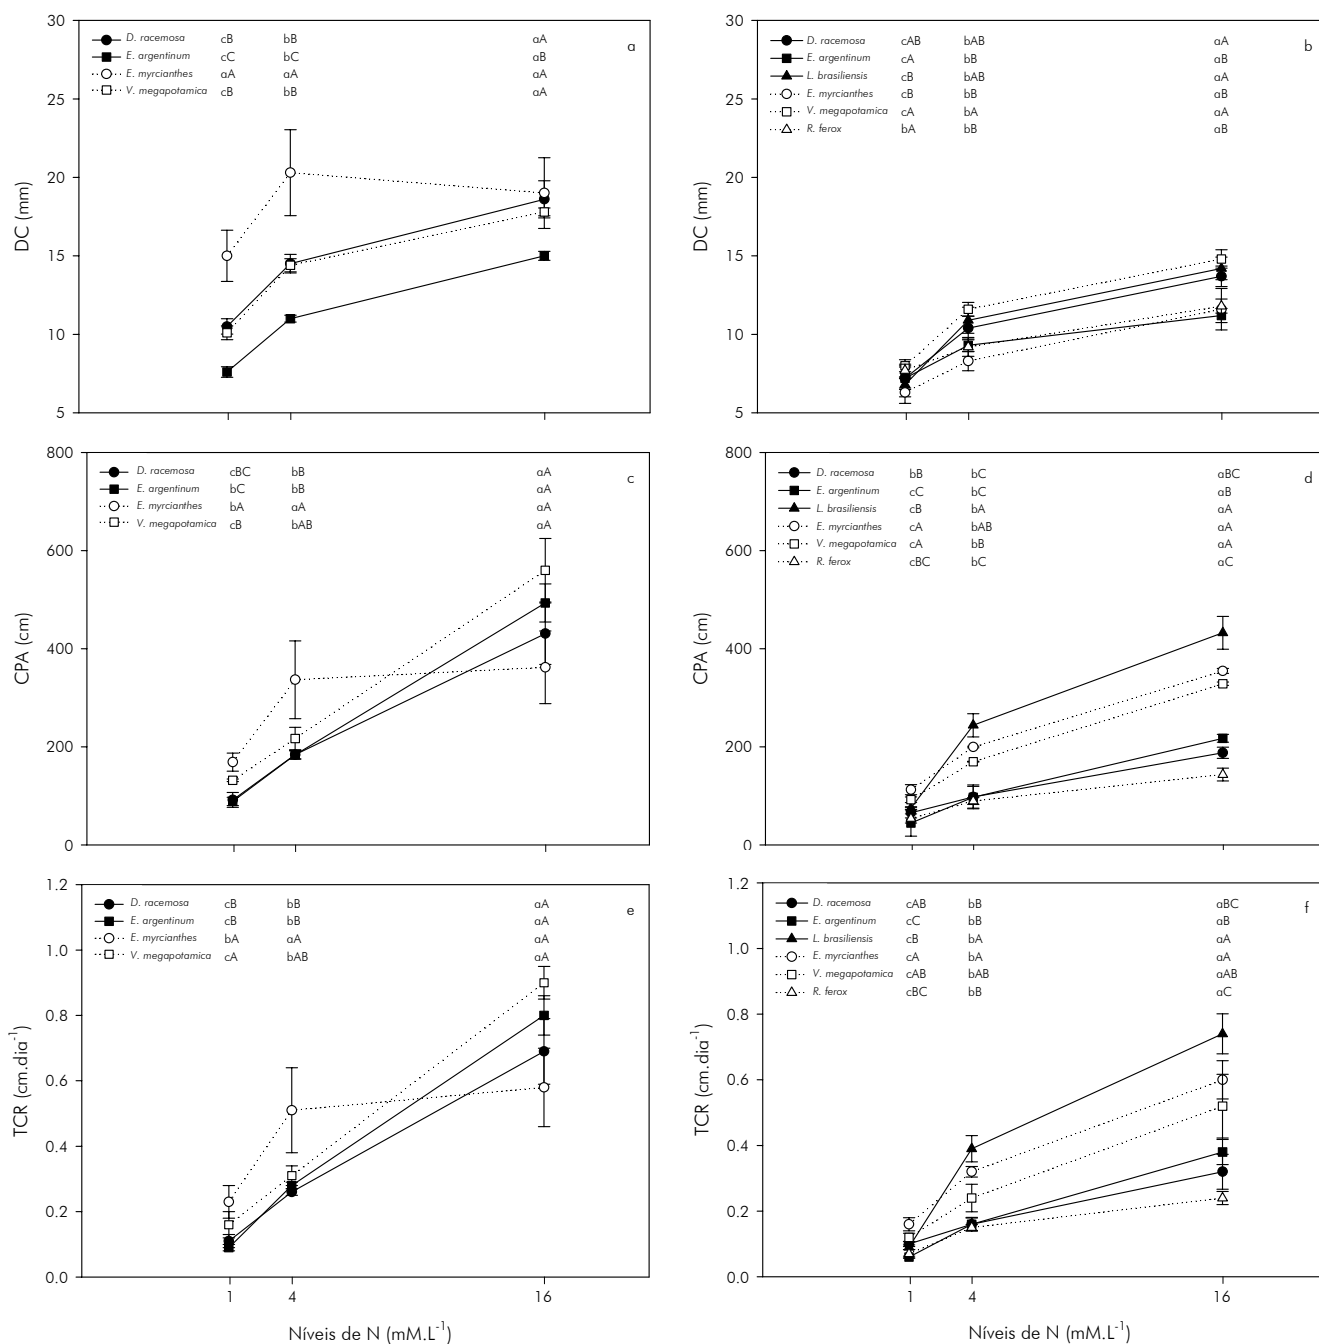 30
25
20
15
10
5
DC (mm)
D. racemosa cB bB aA
E. argentinum cC bC aB
E. myrcianthes aA aA aA
V. megapotamica cB bB aA
a
30
25
20
15
10
5
DC (mm)
D. racemosa cAB bAB aA
E. argentinum cA bB aB
L. brasiliensis cB bAB aA
E. myrcianthes cB bB aB
V. megapotamica cA bA aA
R. ferox bA bB aB
b
800
600
400
200
0
CPA (cm)
D. racemosa cBC bB aA
E. argentinum bC bB aA
E. myrcianthes bA aA aA
V. megapotamica cB bAB aA
c
800
600
400
200
0
CPA (cm)
D. racemosa bB bC aBC
E. argentinum cC bC aB
L. brasiliensis cB bA aA
E. myrcianthes cA bAB aA
V. megapotamica cA bB aA
R. ferox cBC bC aC
d
1.2
1.0
0.8
0.6
0.4
0.2
0.0
TCR (cm.dia⁻¹)
D. racemosa cB bB aA
E. argentinum cB bB aA
E. myrcianthes bA aA aA
V. megapotamica cA bAB aA
e
1 4 16
Níveis de N (mM.L⁻¹)
1.2
1.0
0.8
0.6
0.4
0.2
0.0
TCR (cm.dia⁻¹)
D. racemosa cAB bB aBC
E. argentinum cC bB aB
L. brasiliensis cB bA aA
E. myrcianthes cA bA aA
V. megapotamica cAB bAB aAB
R. ferox cBC bB aC
f
1 4 16
Níveis de N (mM.L⁻¹)